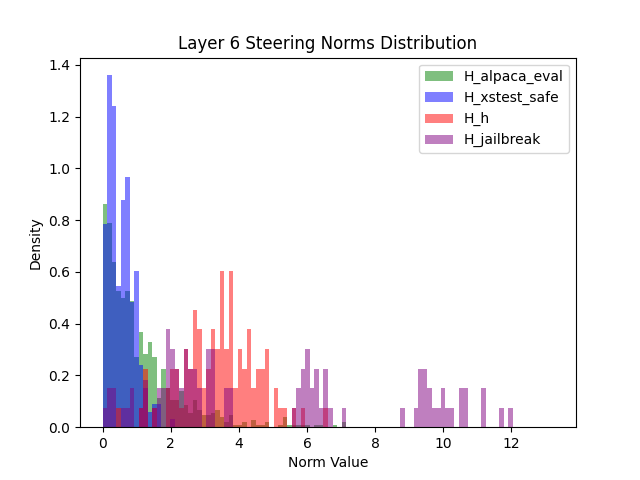 Layer 6 Steering Norms Distribution
H_alpaca_eval
H_xstest_safe
H_h
H_jailbreak
1.4
1.2
1.0
0.8
0.6
0.4
0.2
0.0
Density
0 2 4 6 8 10 12
Norm Value